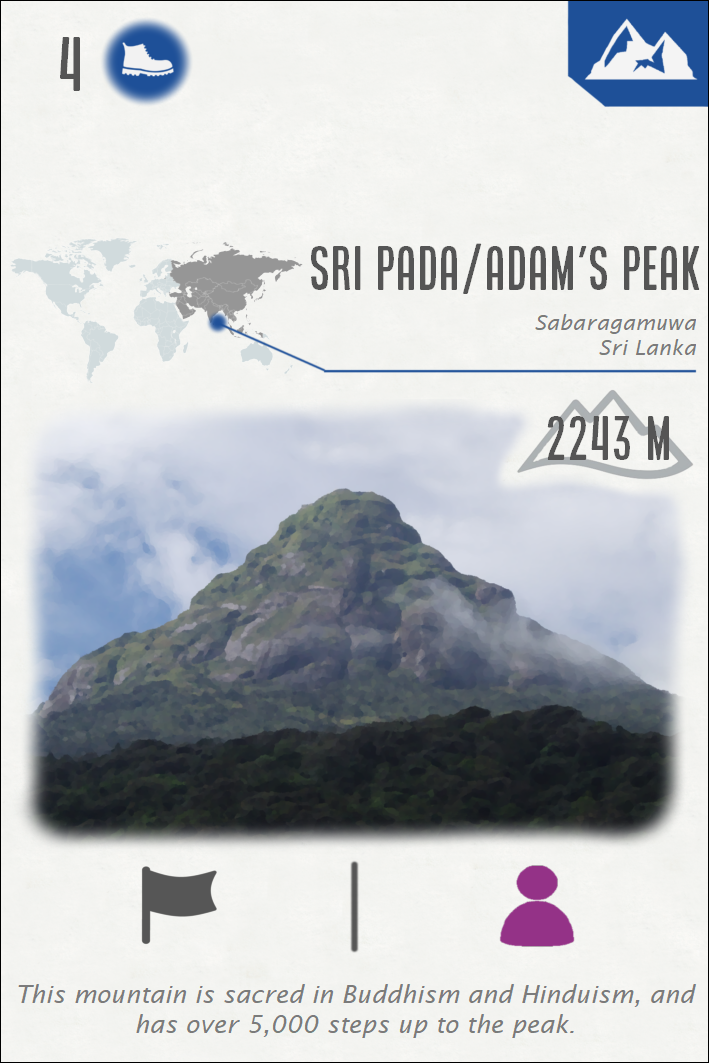 4
SRI PADA/ADAM'S PEAK
Sabaragamuwa
Sri Lanka
2243 M
This mountain is sacred in Buddhism and Hinduism, and
has over 5,000 steps up to the peak.